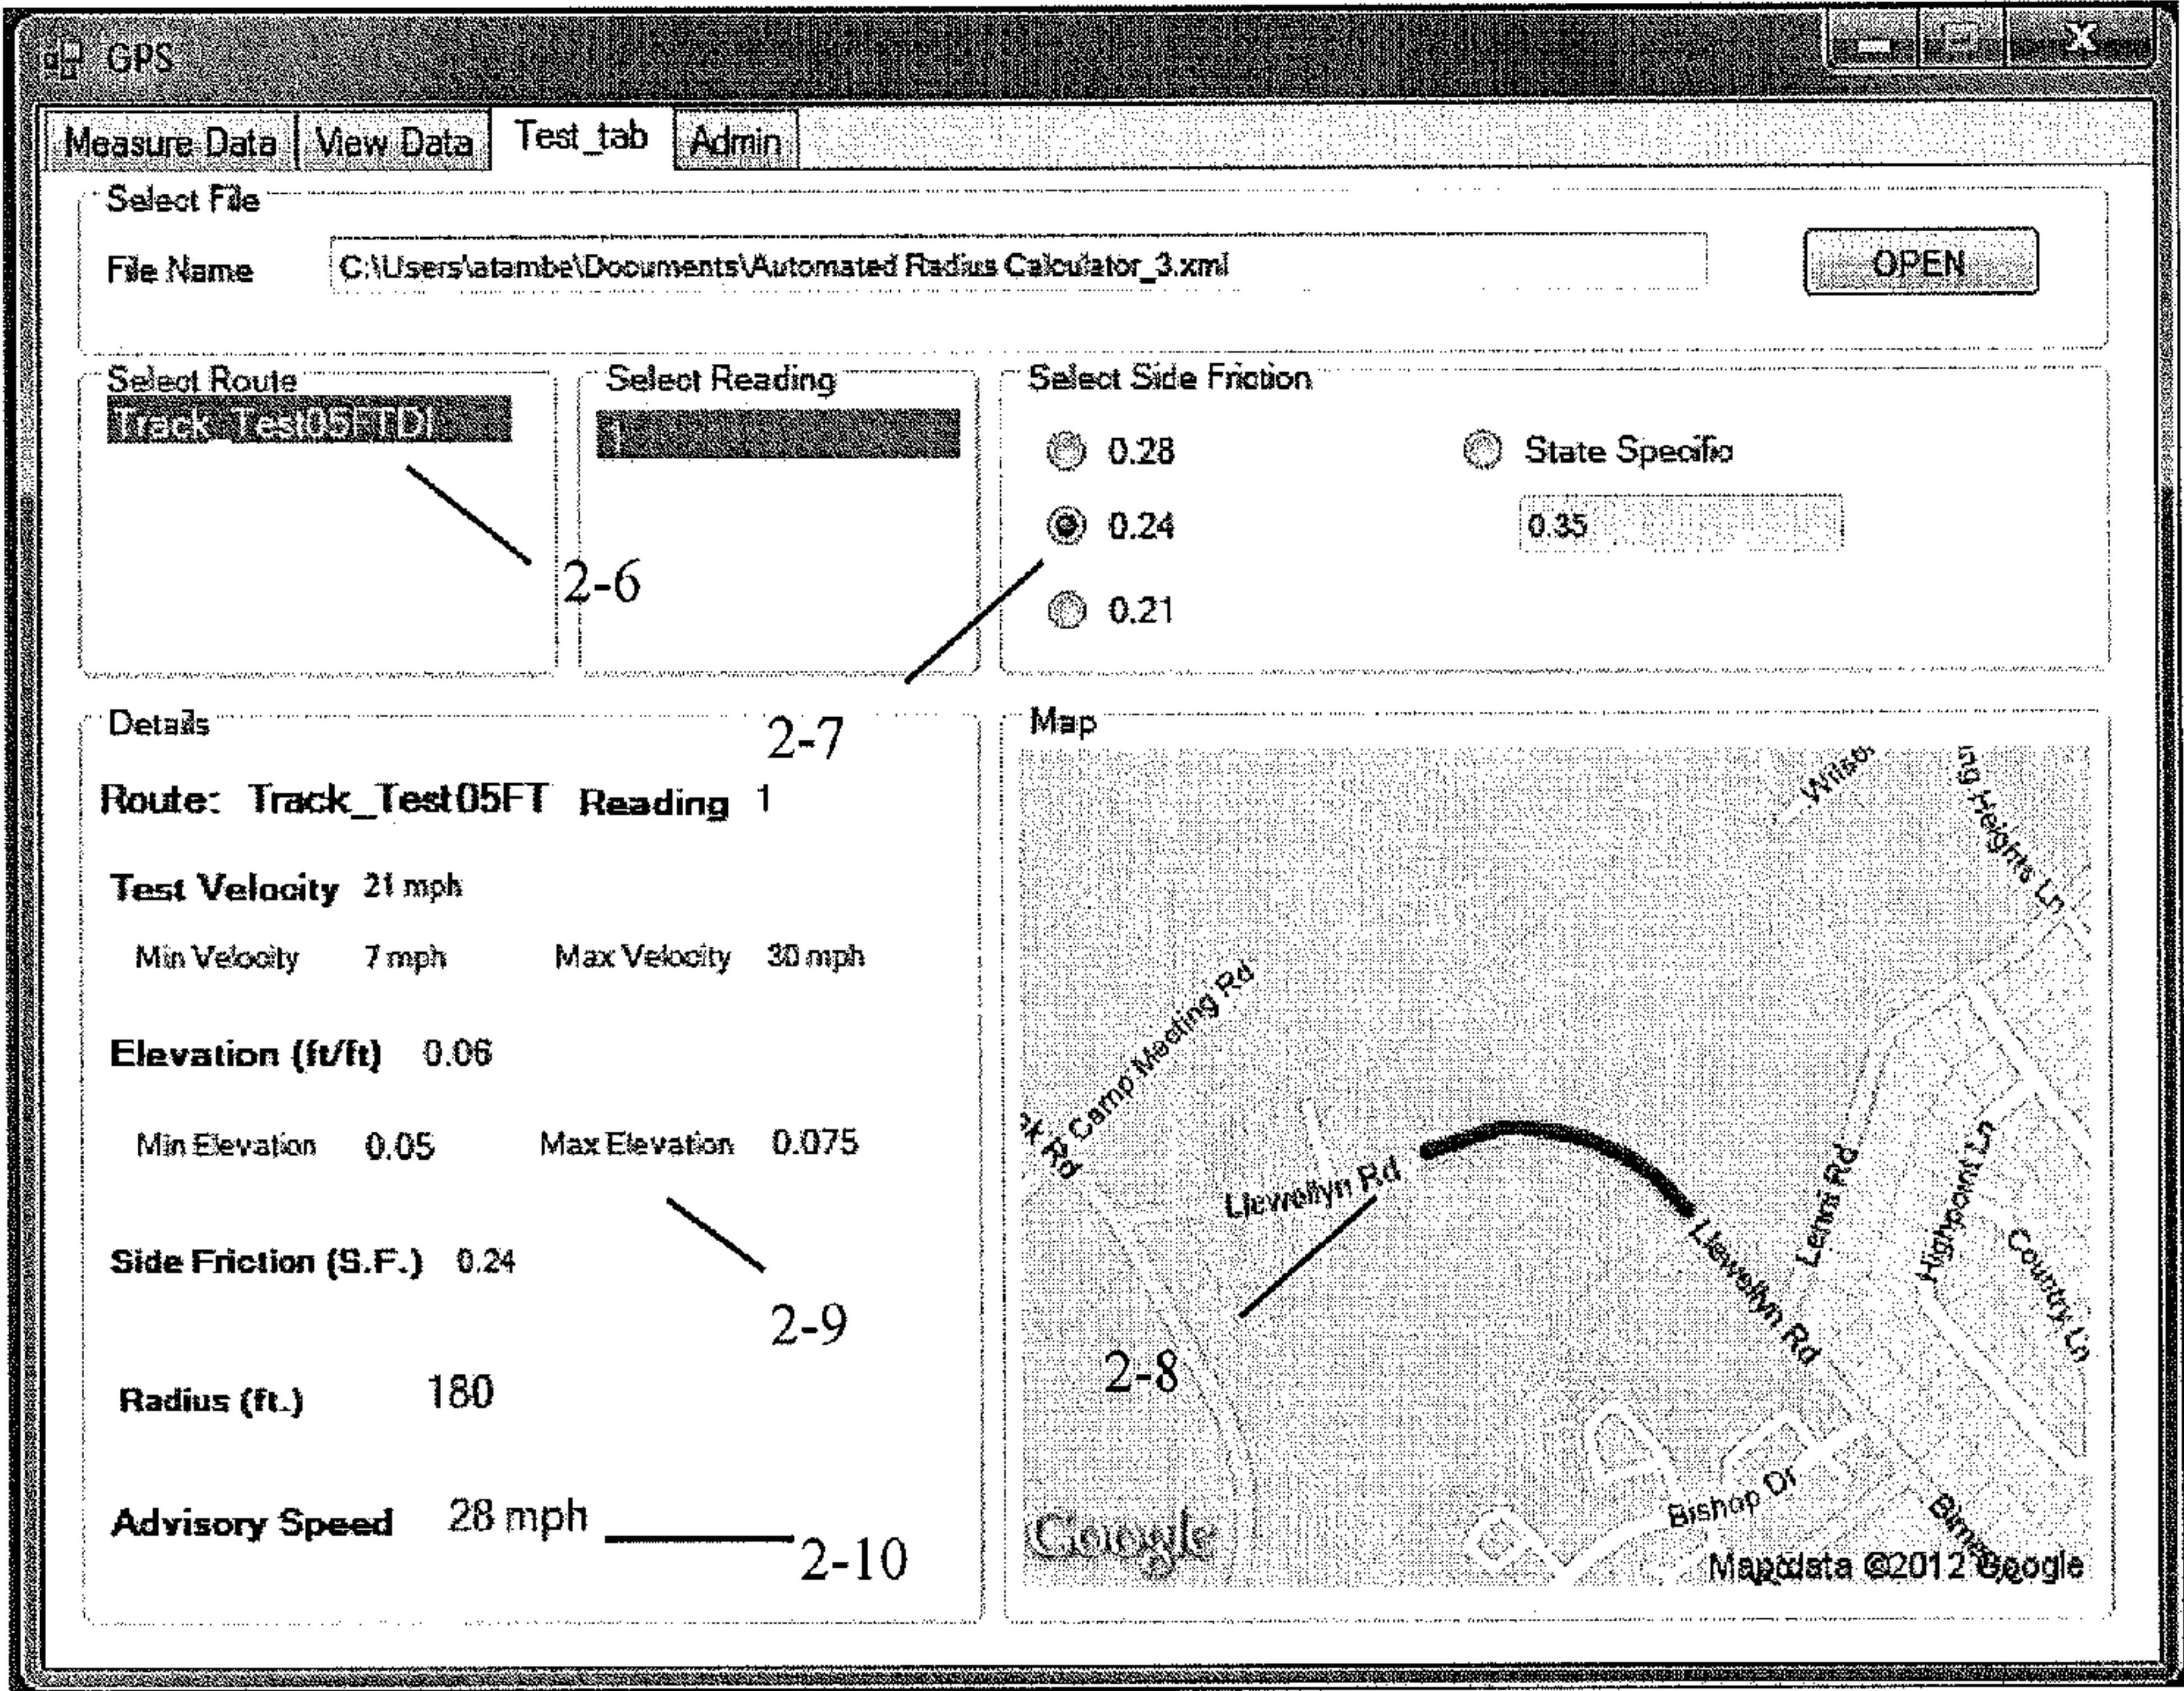 GPS
Measure Data View Data Test_tab Admin
Select File
File Name C:\Users\atambe\Documents\Automated Radius Calculator_3.xml OPEN
Select Route Select Reading Select Side Friction
Track_Test05FTDI 1
0.28 State Specific
0.24 0.35
2-6
0.21
Details 2-7 Map
Route: Track_Test05FT Reading 1
Test Velocity 21 mph
Min Velocity 7 mph Max Velocity 30 mph
Elevation (ft/ft) 0.06
Min Elevation 0.05 Max Elevation 0.075
Side Friction (S.F.) 0.24
2-9
Radius (ft.) 180
Advisory Speed 28 mph
2-10
Camp Meeting Rd
Rd
Llewellyn Rd
Llewellyn Rd
2-8
Lenni Rd
Highpoint Ln
Country Ln
Heights Ln
Bishop Dr
Google
Map data ©2012 Google